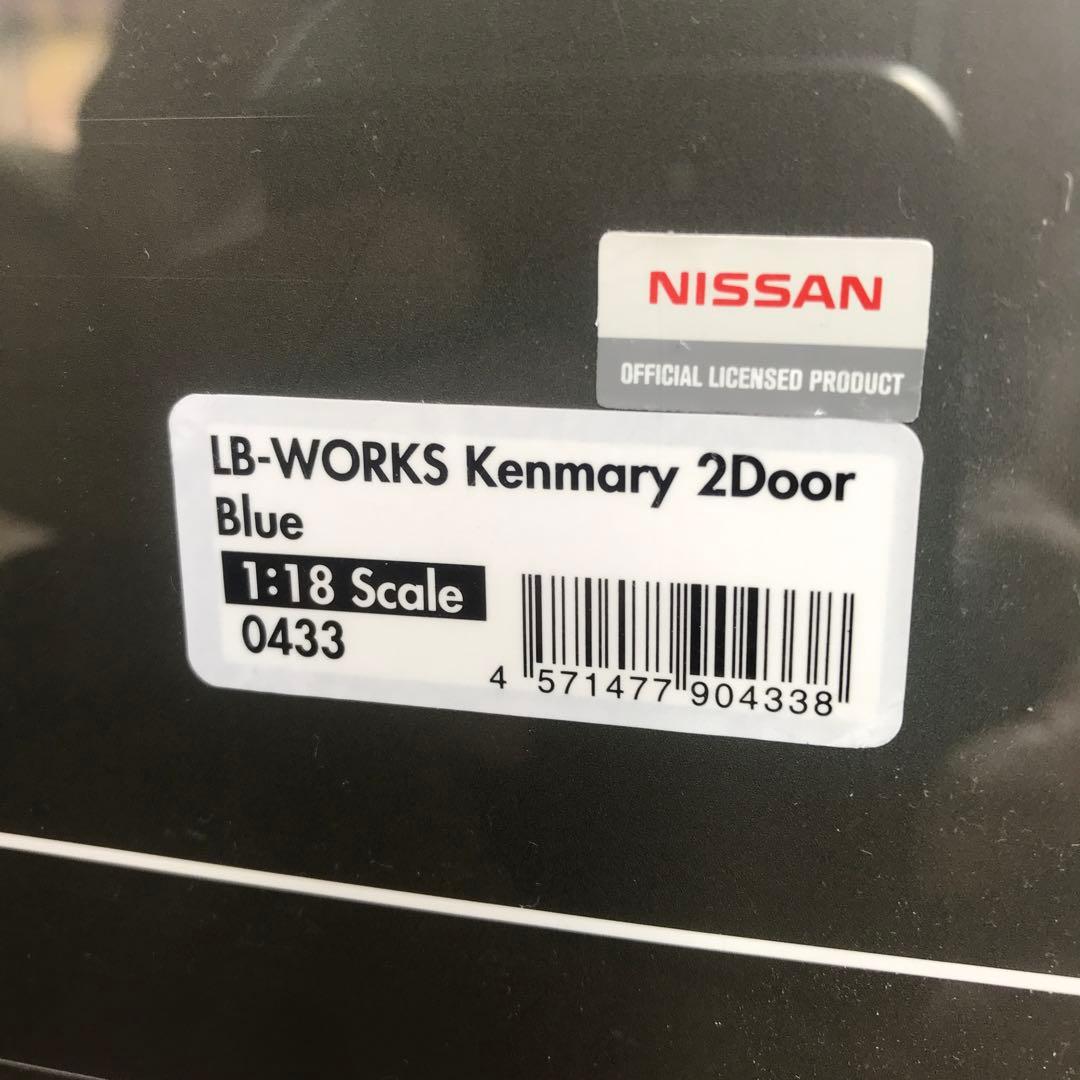 NISSAN
OFFICIAL LICENSED PRODUCT
LB-WORKS Kenmary 2Door
Blue
1:18 Scale
0433
4 571477 904338